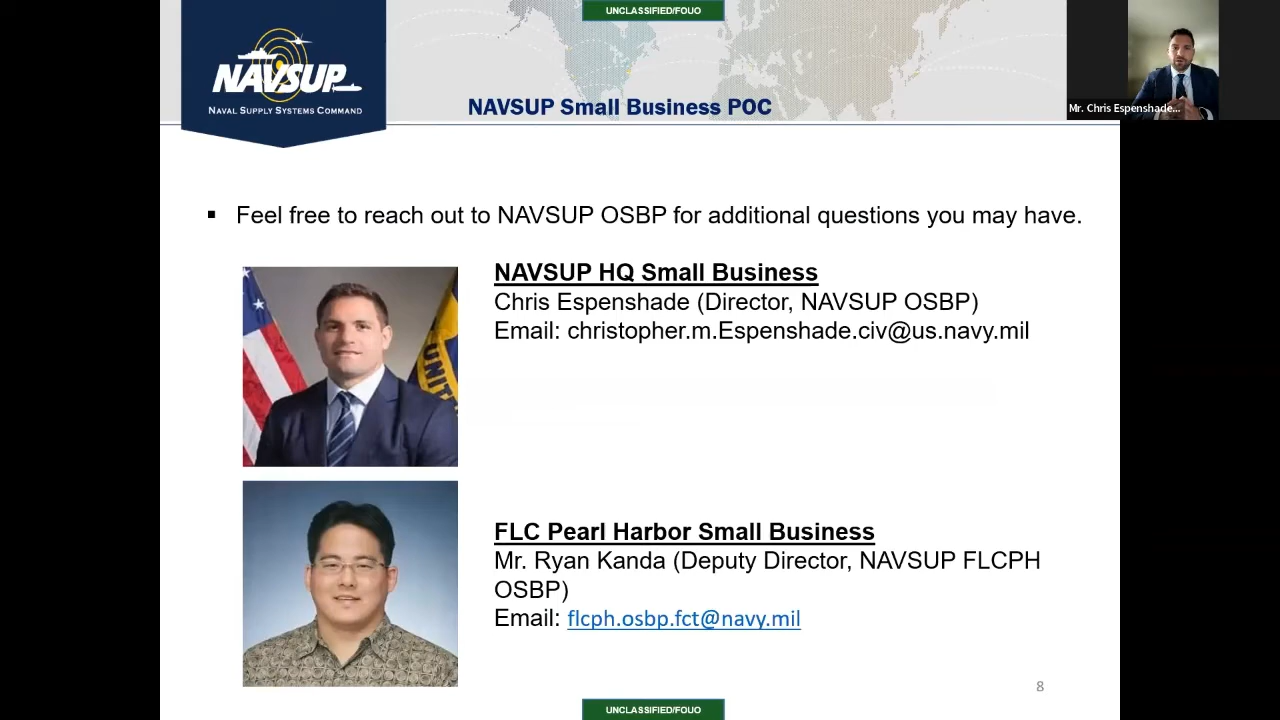 UNCLASSIFIED/FOUO
NAVSUP
NAVAL SUPPLY SYSTEMS COMMAND
NAVSUP Small Business POC
Mr. Chris Espenshade...
▪ Feel free to reach out to NAVSUP OSBP for additional questions you may have.
NAVSUP HQ Small Business
Chris Espenshade (Director, NAVSUP OSBP)
Email: christopher.m.Espenshade.civ@us.navy.mil
UNIT
FLC Pearl Harbor Small Business
Mr. Ryan Kanda (Deputy Director, NAVSUP FLCPH
OSBP)
Email: flcph.osbp.fct@navy.mil
8
UNCLASSIFIED/FOUO